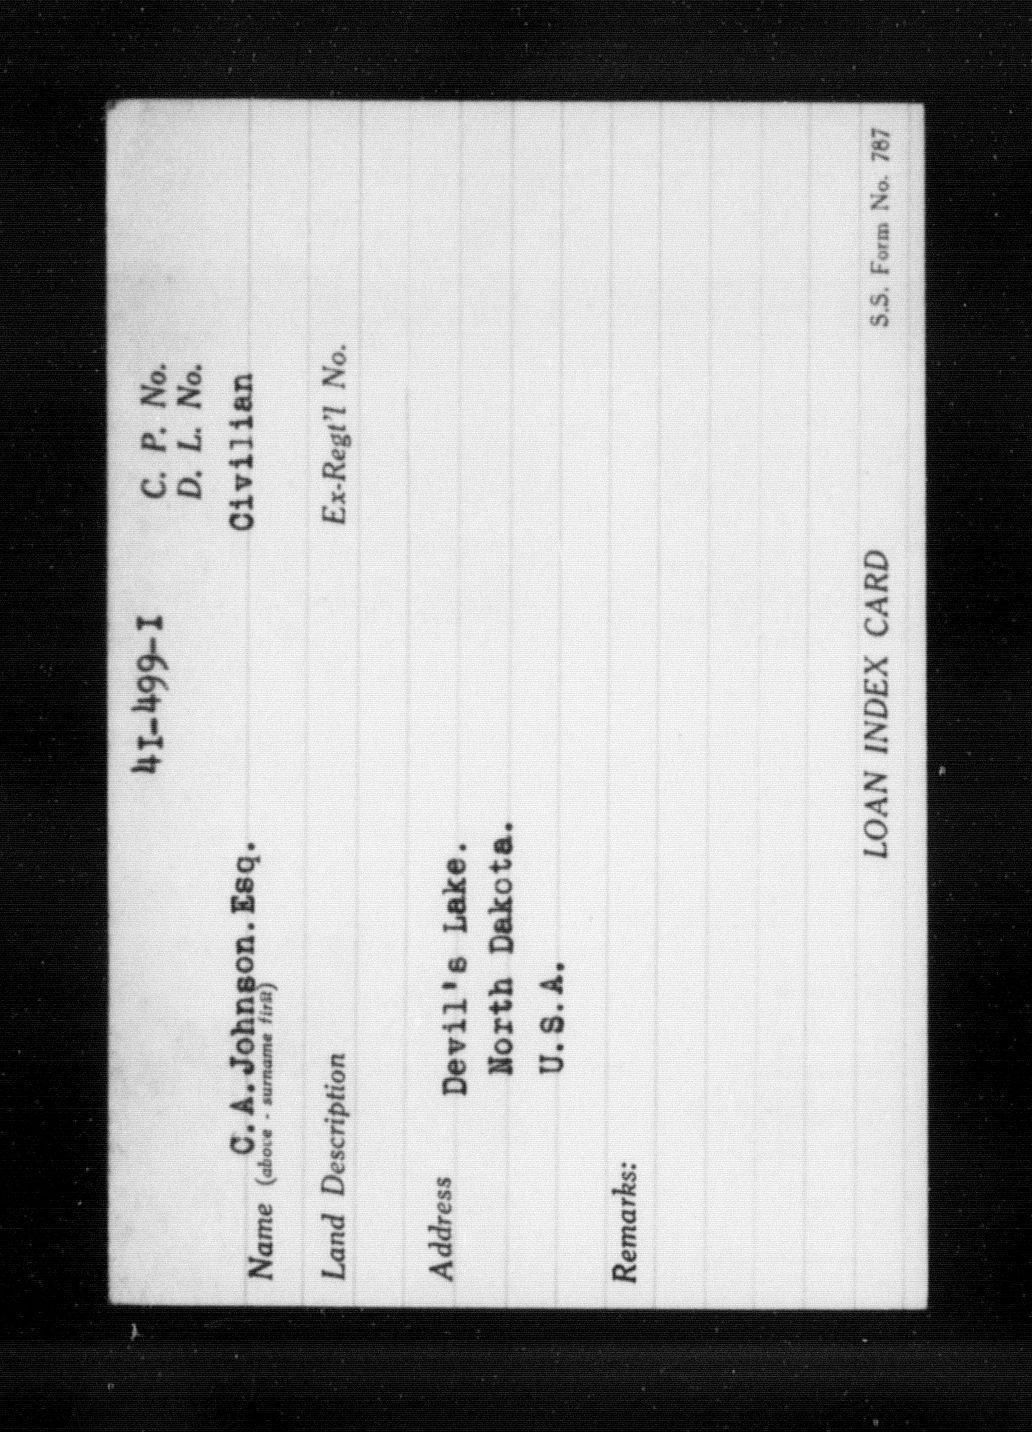 41-499-1
C. P. No.
D. L. No.
C.A.Johnson.Esq. Civilian
Name (above - surname first)
Land Description Ex-Regt'l No.
Address Devil's Lake.
North Dakota.
U.S.A.
Remarks:
LOAN INDEX CARD S.S. Form No. 787